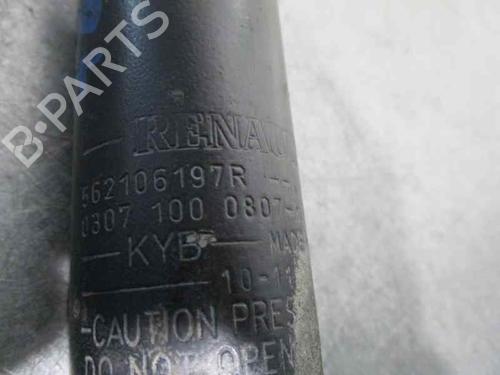 B-PARTS
RENAU
562106197R
0307 100 0807-
KYB MADE
10-11
-CAUTION PRES
DO NOT OPEN